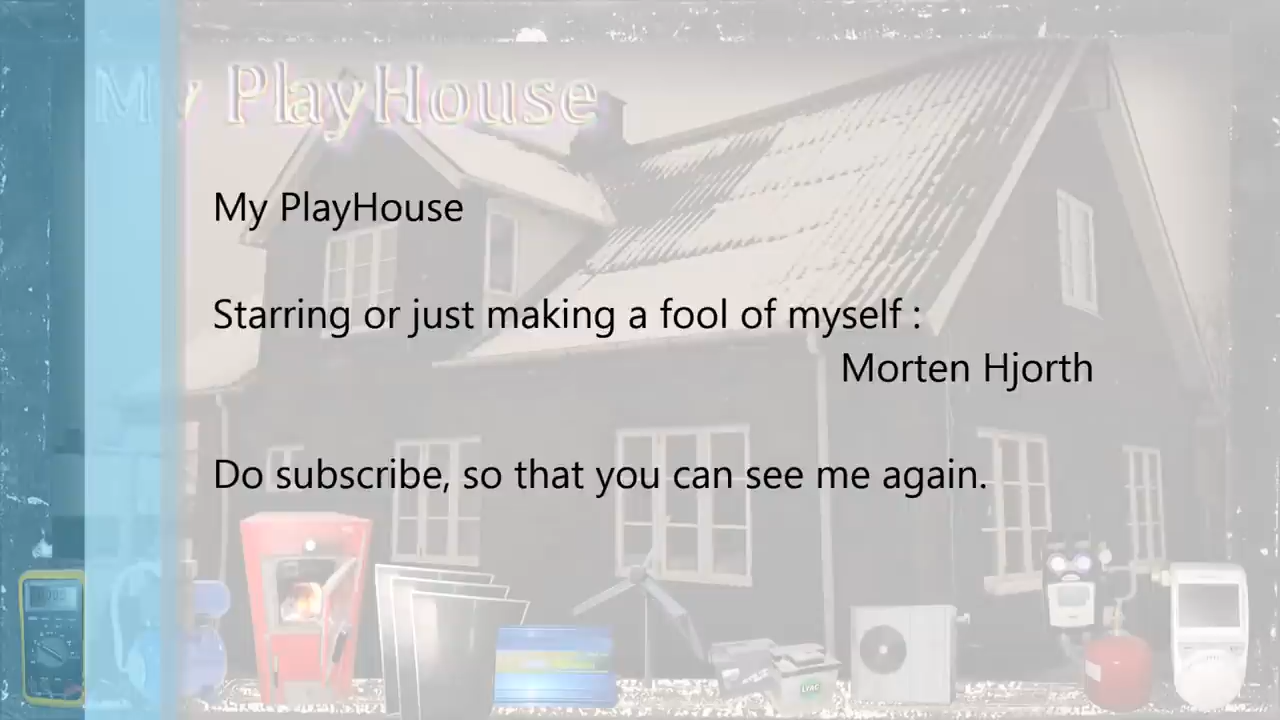 My PlayHouse
My PlayHouse
Starring or just making a fool of myself :
Morten Hjorth
Do subscribe, so that you can see me again.